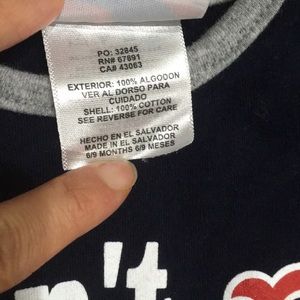 PO: 32845
RN# 67891
CA# 43063
EXTERIOR: 100% ALGODON
VER AL DORSO PARA
CUIDADO
SHELL: 100% COTTON
SEE REVERSE FOR CARE
HECHO EN EL SALVADOR
MADE IN EL SALVADOR
6/9 MONTHS 6/9 MESES
n't